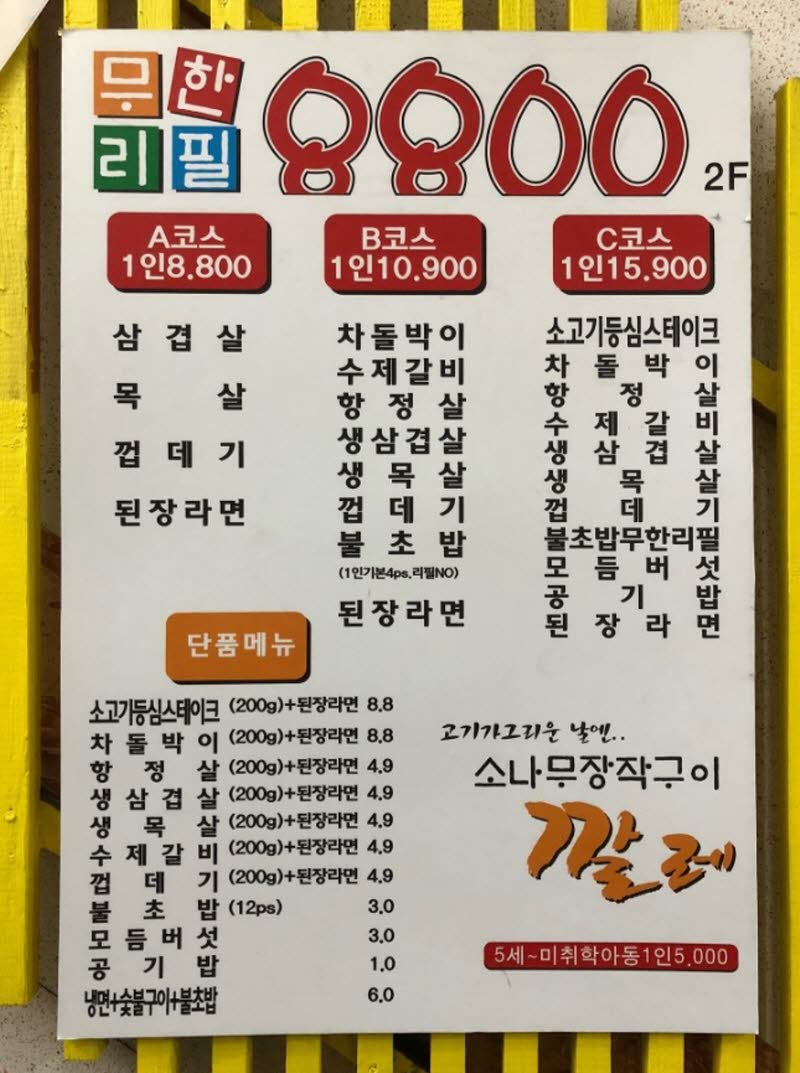 무한
리필
8800
2F
A코스
1인8.800
삼겹살
목살
껍데기
된장라면
B코스
1인10.900
차돌박이
수제갈비
항정살
생삼겹살
생목살
껍데기
불초밥
(1인기본4ps.리필NO)
된장라면
C코스
1인15.900
소고기등심스테이크
차돌박이
항정살
수제갈비
생삼겹살
생목살
껍데기
불초밥무한리필
모듬버섯
공기밥
된장라면
단품메뉴
소고기등심스테이크 (200g)+된장라면 8.8
차돌박이 (200g)+된장라면 8.8
항정살 (200g)+된장라면 4.9
생삼겹살 (200g)+된장라면 4.9
생목살 (200g)+된장라면 4.9
수제갈비 (200g)+된장라면 4.9
껍데기 (200g)+된장라면 4.9
불초밥 (12ps) 3.0
모듬버섯 3.0
공기밥 1.0
냉면+숯불구이+불초밥 6.0
고기가그리운 날엔..
소나무장작구이
깔레
5세~미취학아동1인5.000